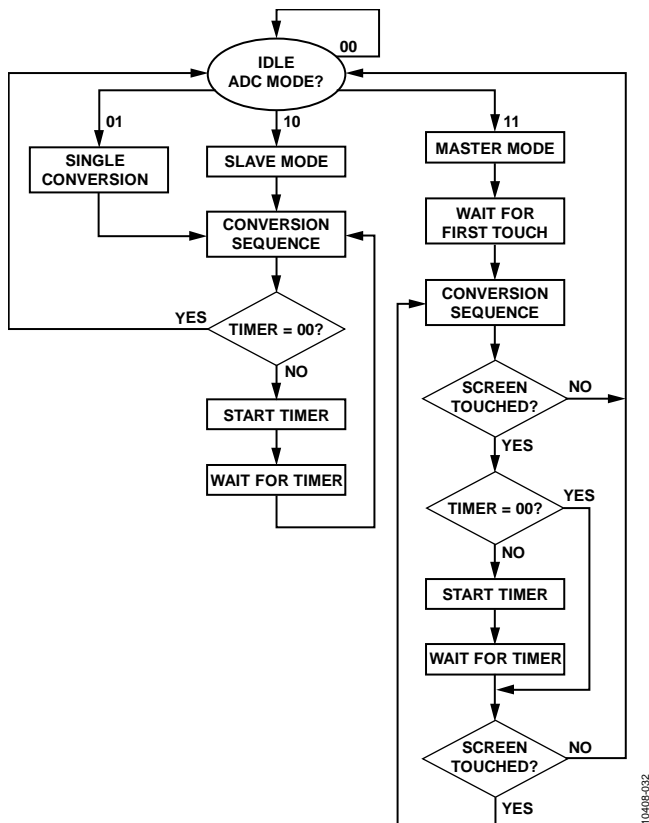 00
IDLE
ADC MODE?
01
10
11
SINGLE
CONVERSION
SLAVE MODE
CONVERSION
SEQUENCE
YES
TIMER = 00?
NO
START TIMER
WAIT FOR TIMER
MASTER MODE
WAIT FOR
FIRST TOUCH
CONVERSION
SEQUENCE
SCREEN
TOUCHED?
NO
YES
TIMER = 00?
YES
NO
START TIMER
WAIT FOR TIMER
SCREEN
TOUCHED?
NO
YES
10408-032